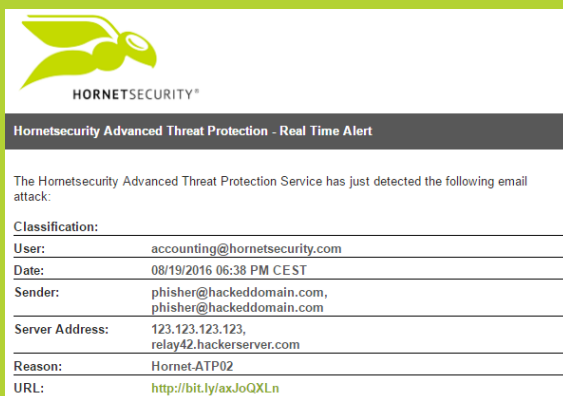 HORNETSECURITY®
Hornetsecurity Advanced Threat Protection - Real Time Alert
The Hornetsecurity Advanced Threat Protection Service has just detected the following email
attack:
Classification:
User: accounting@hornetsecurity.com
Date: 08/19/2016 06:38 PM CEST
Sender: phisher@hackeddomain.com,
phisher@hackeddomain.com
Server Address: 123.123.123.123,
relay42.hackerserver.com
Reason: Hornet-ATP02
URL: http://bit.ly/axJoQXLn